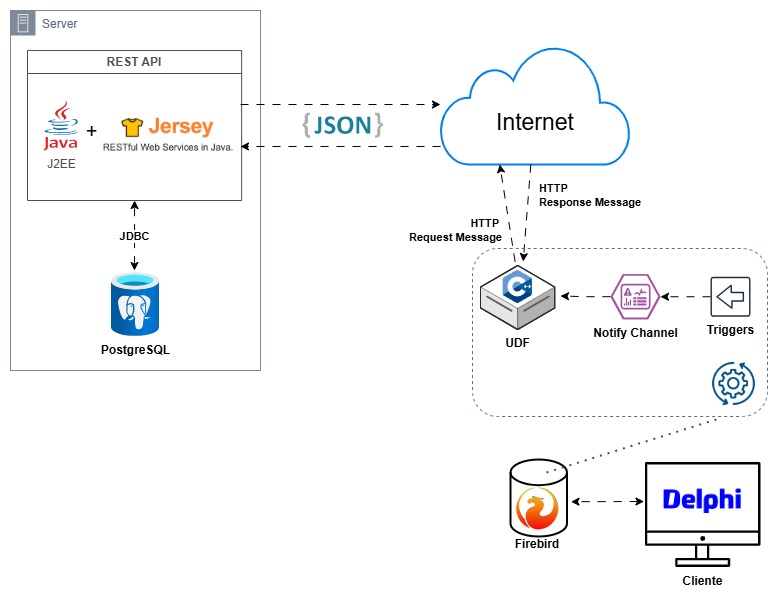 Server
REST API
Java
+
Jersey
RESTful Web Services in Java.
J2EE
{JSON}
Internet
HTTP
Response Message
HTTP
Request Message
JDBC
PostgreSQL
C++
UDF
Notify Channel
Triggers
Delphi
Firebird
Cliente